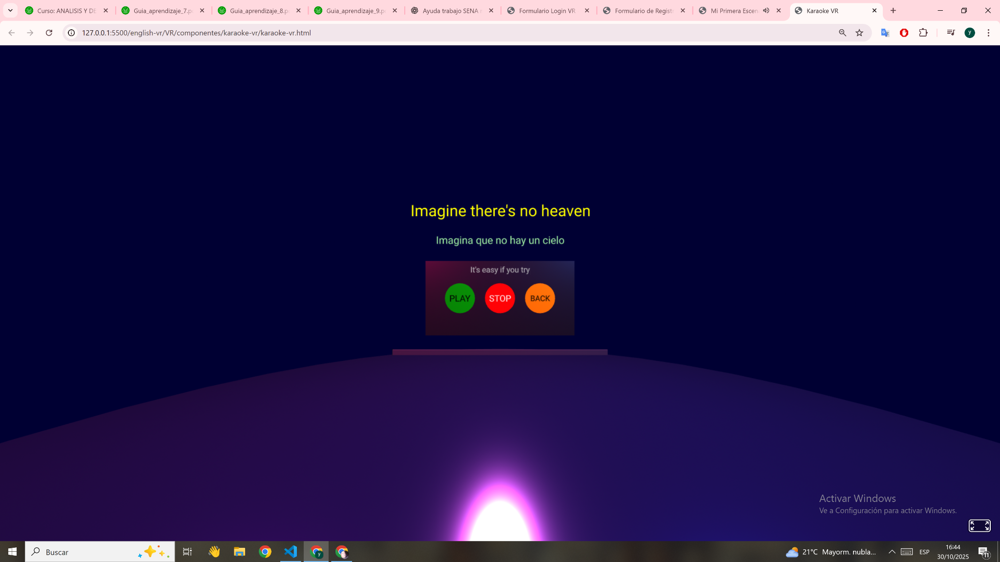 Curso: ANALISIS Y DE
Guia_aprendizaje_7.p
Guia_aprendizaje_8.p
Guia_aprendizaje_9.p
Ayuda trabajo SENA
Formulario Login VR
Formulario de Regist
Mi Primera Escen
Karaoke VR
127.0.0.1:5500/english-vr/VR/componentes/karaoke-vr/karaoke-vr.html
y
Imagine there's no heaven
Imagina que no hay un cielo
It's easy if you try
PLAY
STOP
BACK
Activar Windows
Ve a Configuración para activar Windows.
Buscar
21°C Mayorm. nubla...
ESP
16:44
30/10/2025
11